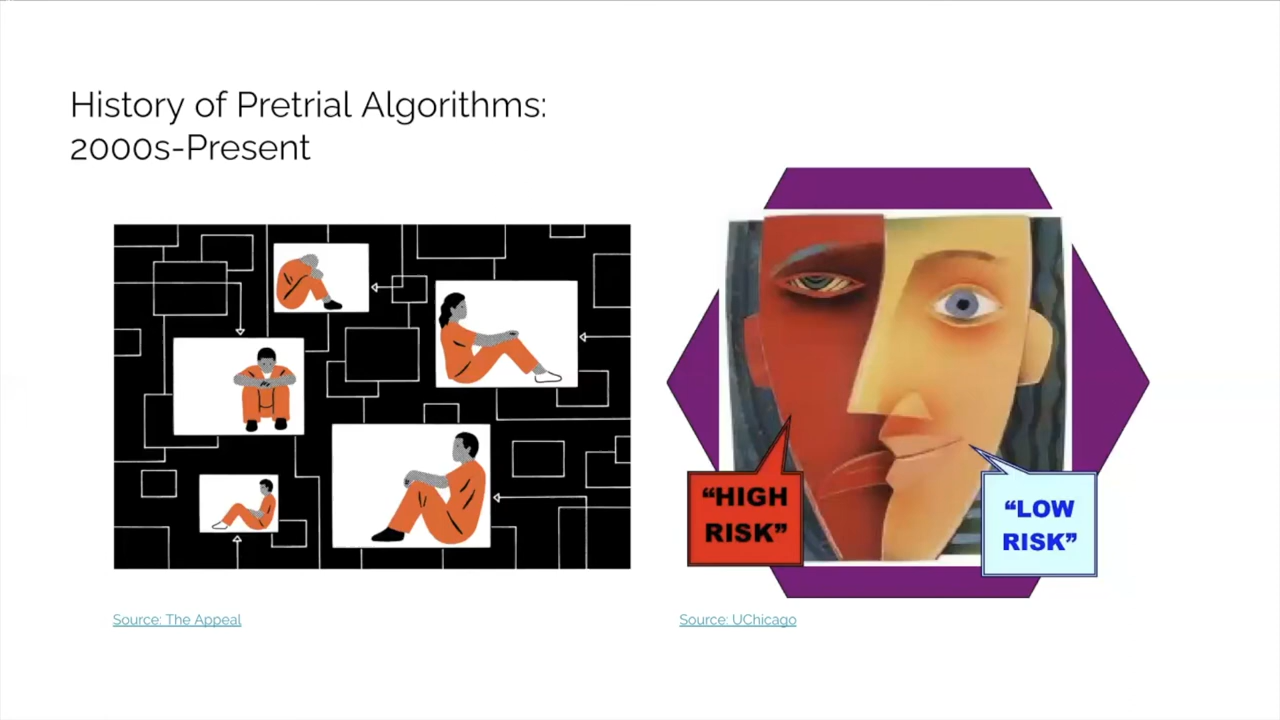 History of Pretrial Algorithms:
2000s-Present
“HIGH
RISK”
“LOW
RISK”
Source: The Appeal
Source: UChicago